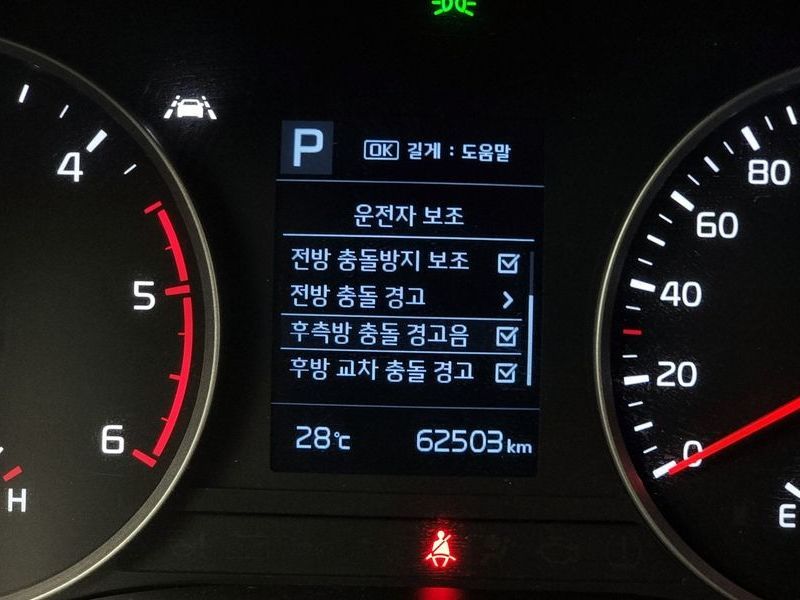 P
OK 길게 : 도움말
운전자 보조
전방 충돌방지 보조
전방 충돌 경고
후측방 충돌 경고음
후방 교차 충돌 경고
28℃ 62503 km
4
5
6
H
80
60
40
20
0
E